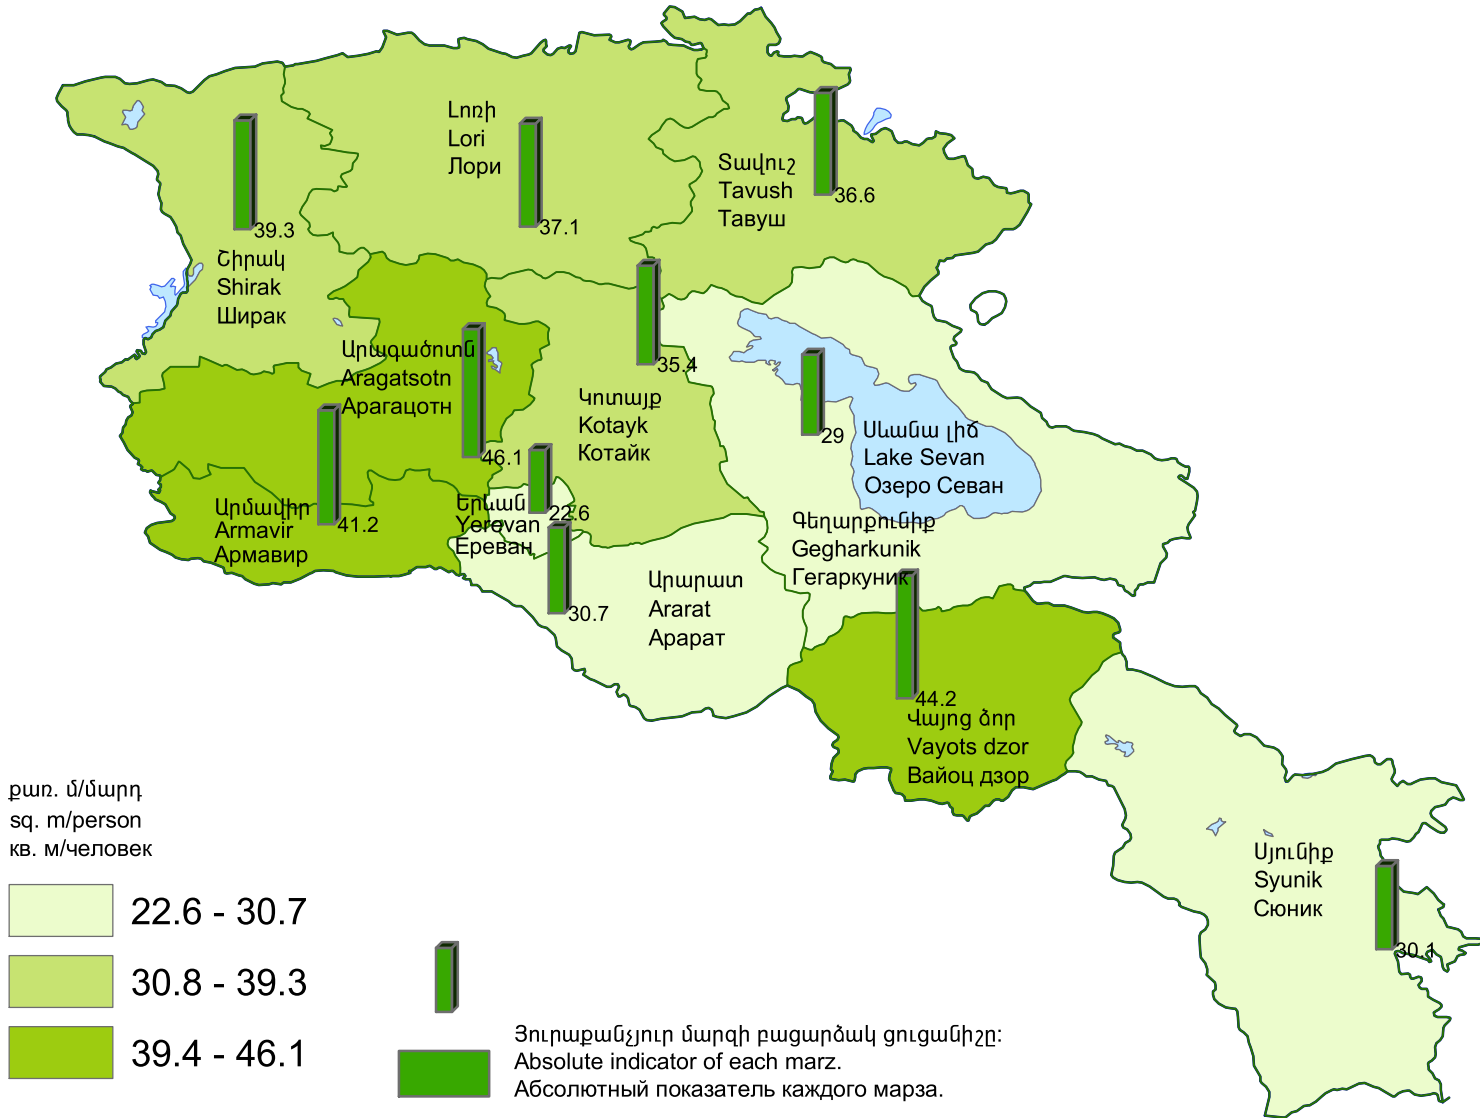 Լոռի
Lori
Лори
37.1
Տավուշ
Tavush
Тавуш
36.6
39.3
Շիրակ
Shirak
Ширак
Արագածոտն
Aragatsotn
Арагацотн
46.1
35.4
Կոտայք
Kotayk
Котайк
29
Սևանա լիճ
Lake Sevan
Озеро Севан
Արմավիր
Armavir
Армавир
41.2
Երևան
Yerevan
Ереван
22.6
Գեղարքունիք
Gegharkunik
Гегаркуник
30.7
Արարատ
Ararat
Арарат
44.2
Վայոց ձոր
Vayots dzor
Вайоц дзор
Սյունիք
Syunik
Сюник
30.1
քառ. մ/մարդ
sq. m/person
кв. м/человек
22.6 - 30.7
30.8 - 39.3
39.4 - 46.1
Յուրաքանչյուր մարզի բացարձակ ցուցանիշը:
Absolute indicator of each marz.
Абсолютный показатель каждого марза.